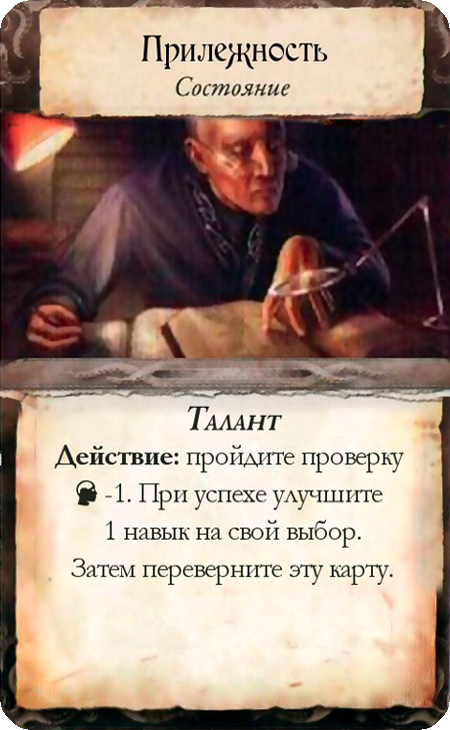 Прилежность
Состояние
Талант
Действие: пройдите проверку
-1. При успехе улучшите
1 навык на свой выбор.
Затем переверните эту карту.